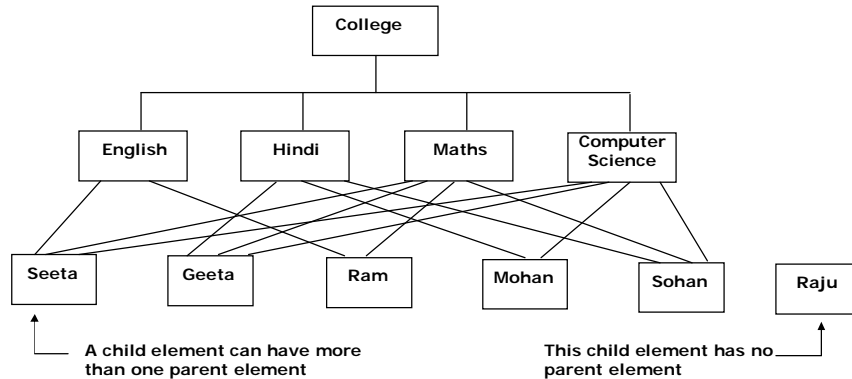 College
English
Hindi
Maths
Computer
Science
Seeta
Geeta
Ram
Mohan
Sohan
Raju
A child element can have more
than one parent element
This child element has no
parent element